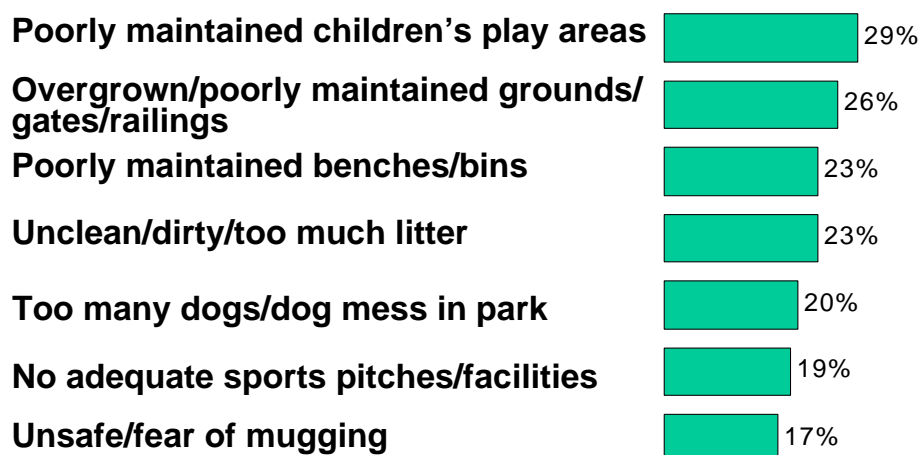 Poorly maintained children’s play areas 29%
Overgrown/poorly maintained grounds/
gates/railings 26%
Poorly maintained benches/bins 23%
Unclean/dirty/too much litter 23%
Too many dogs/dog mess in park 20%
No adequate sports pitches/facilities 19%
Unsafe/fear of mugging 17%